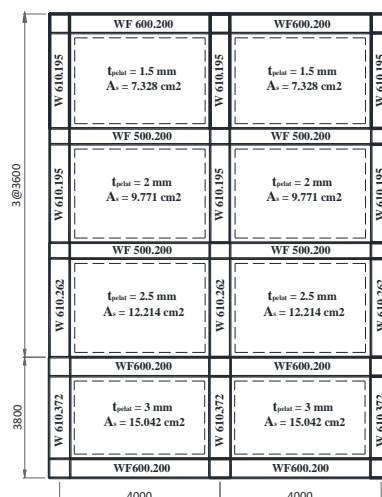 WF 600.200 WF600.200
W 610.195 W 610.195 W 610.195
tpelat = 1.5 mm tpelat = 1.5 mm
As = 7.328 cm2 As = 7.328 cm2
WF 500.200 WF 500.200
W 610.195 W 610.195 W 610.195
tpelat = 2 mm tpelat = 2 mm
As = 9.771 cm2 As = 9.771 cm2
3@3600
WF 500.200 WF 500.200
W 610.262 W 610.262 W 610.262
tpelat = 2.5 mm tpelat = 2.5 mm
As = 12.214 cm2 As = 12.214 cm2
WF600.200 WF600.200
W 610.372 W 610.372 W 610.372
tpelat = 3 mm tpelat = 3 mm
As = 15.042 cm2 As = 15.042 cm2
3800
WF600.200 WF600.200
4000 4000